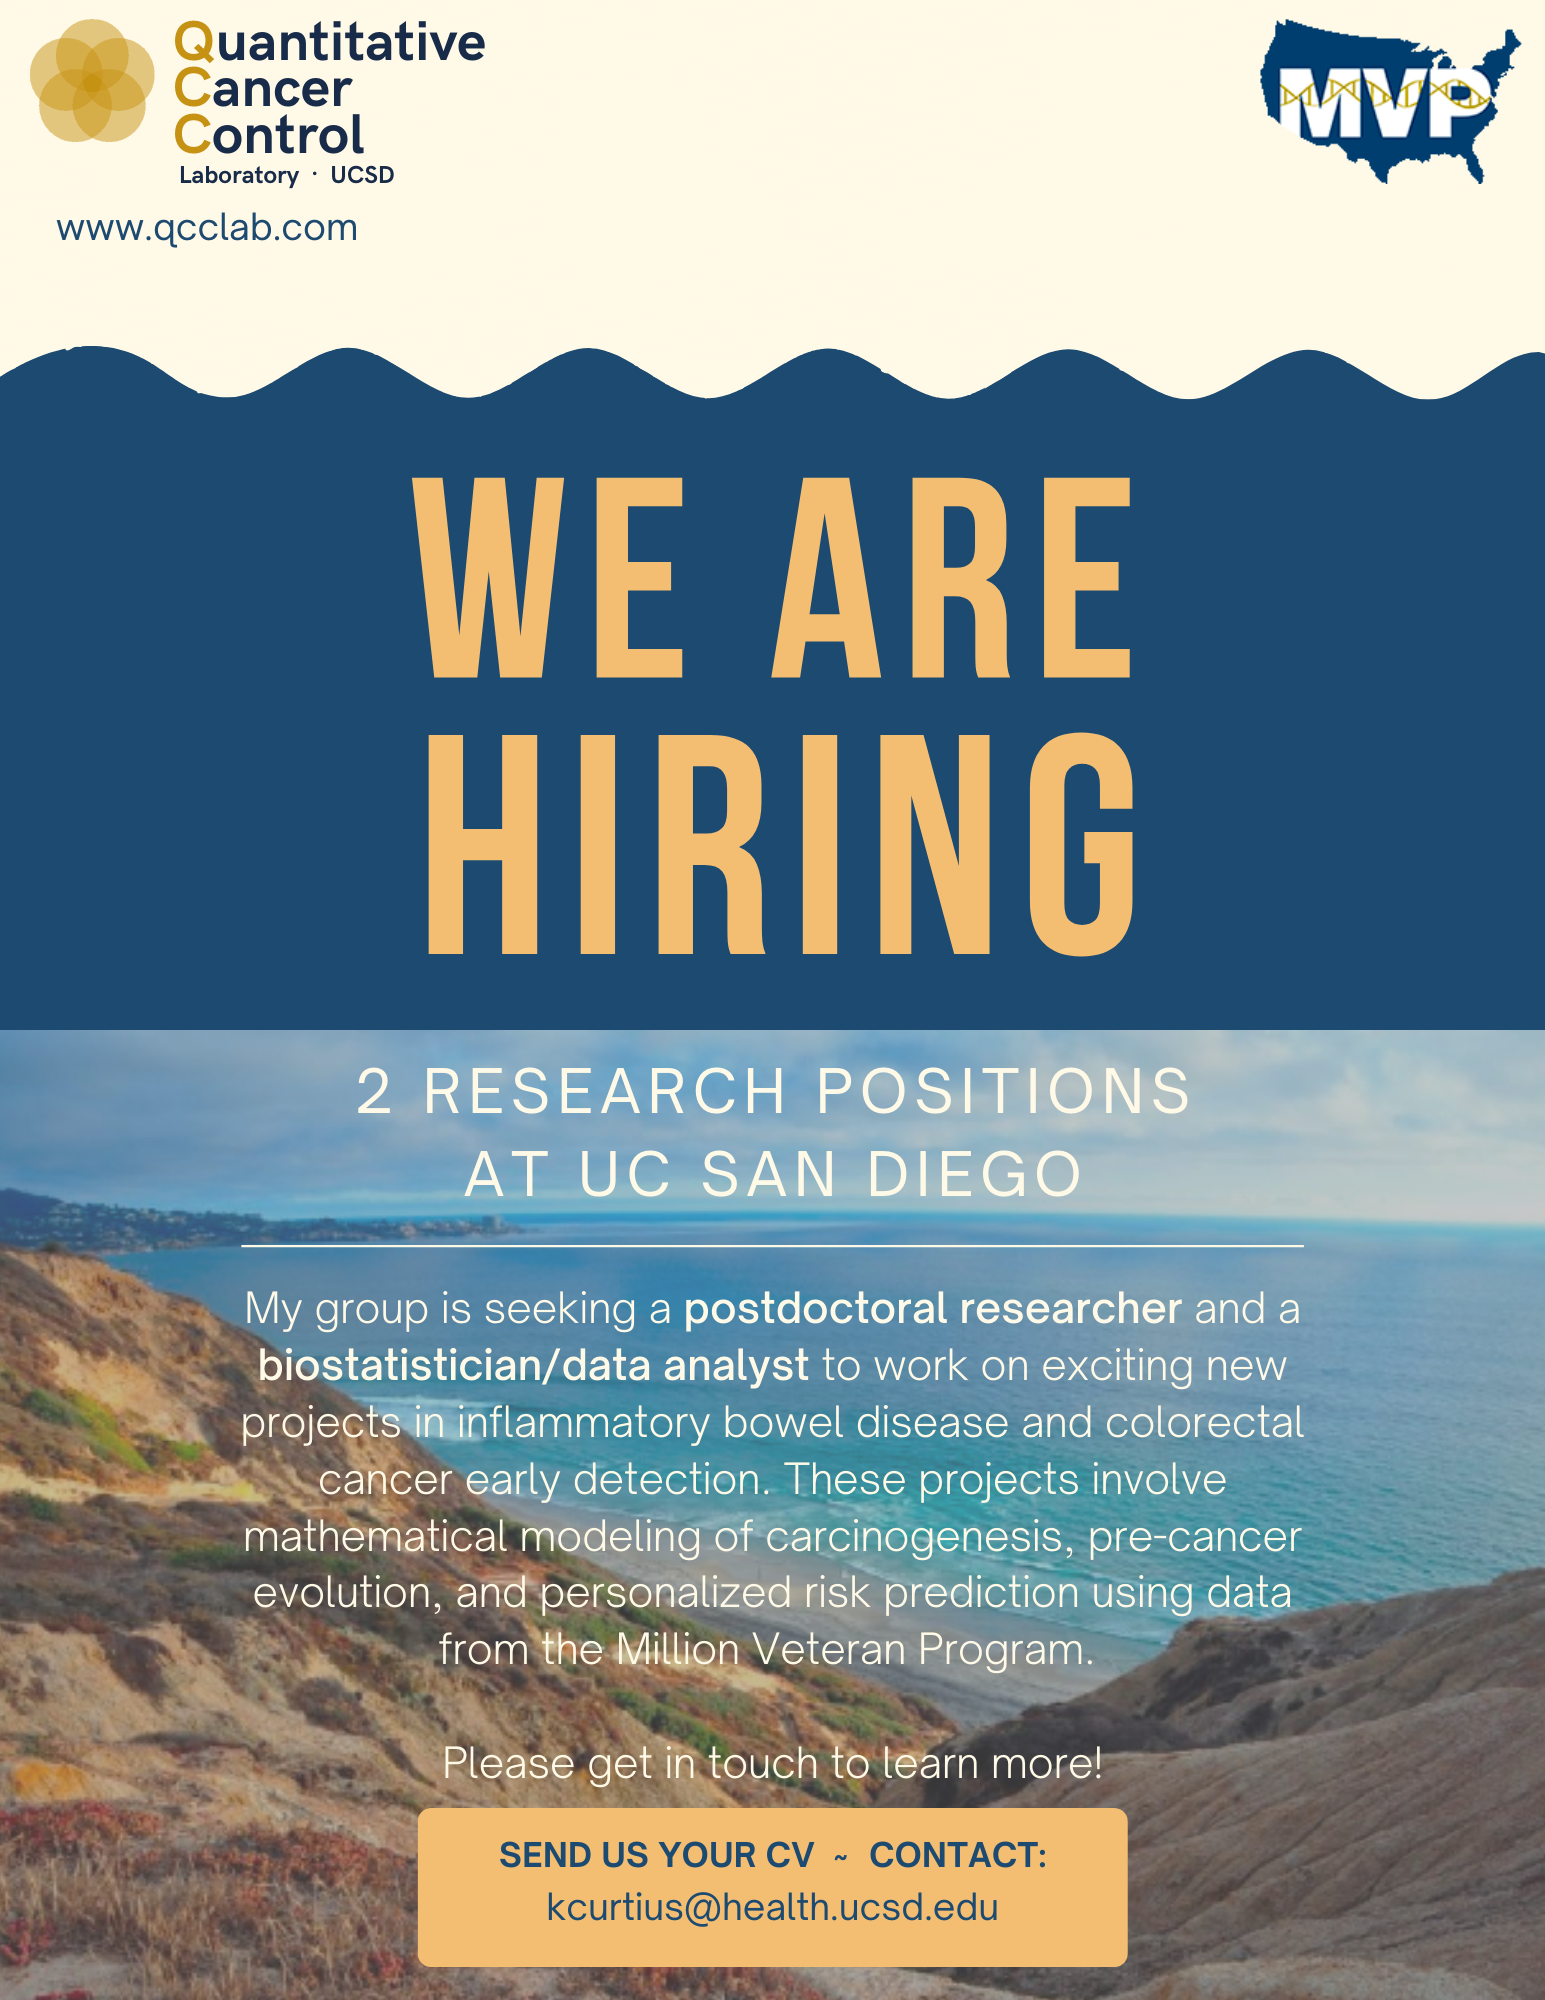 Quantitative
Cancer
Control
Laboratory · UCSD
www.qcclab.com
MVP
WE ARE
HIRING
2 RESEARCH POSITIONS
AT UC SAN DIEGO
My group is seeking a postdoctoral researcher and a
biostatistician/data analyst to work on exciting new
projects in inflammatory bowel disease and colorectal
cancer early detection. These projects involve
mathematical modeling of carcinogenesis, pre-cancer
evolution, and personalized risk prediction using data
from the Million Veteran Program.
Please get in touch to learn more!
SEND US YOUR CV ~ CONTACT:
kcurtius@health.ucsd.edu